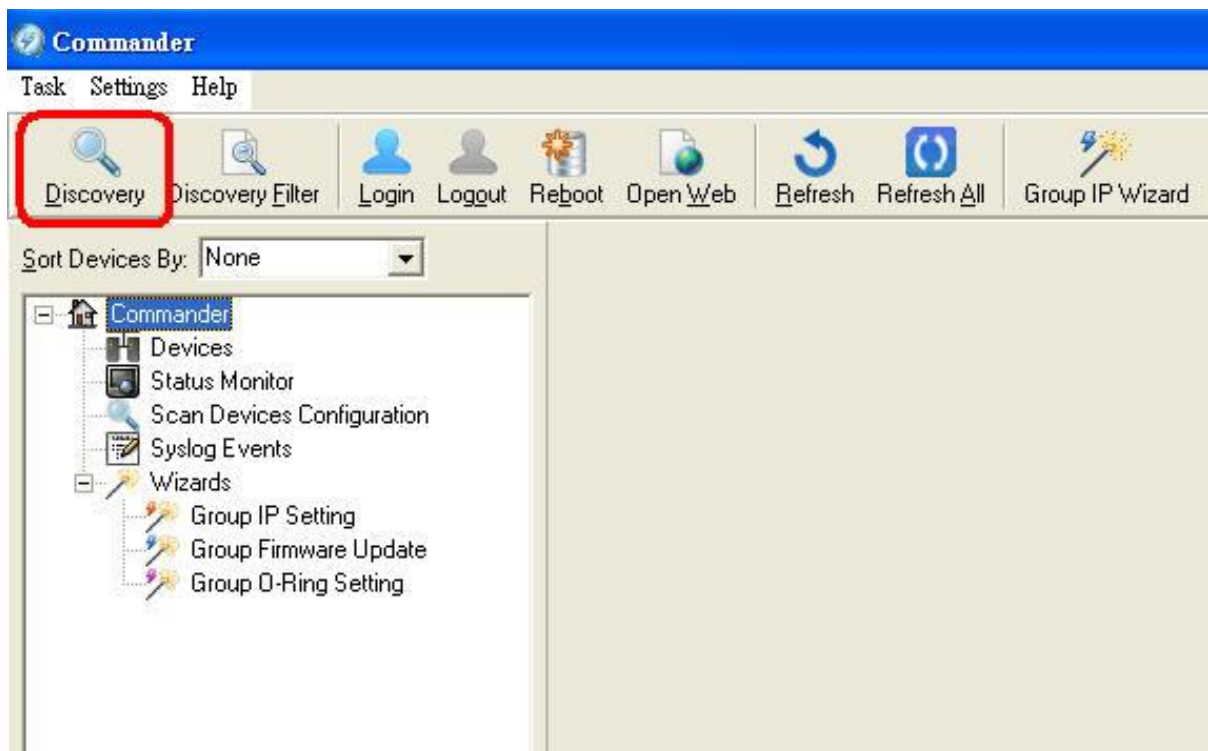 Commander
Task Settings Help
Discovery Discovery Filter Login Logout Reboot Open Web Refresh Refresh All Group IP Wizard
Sort Devices By: None
Commander
Devices
Status Monitor
Scan Devices Configuration
Syslog Events
Wizards
Group IP Setting
Group Firmware Update
Group O-Ring Setting